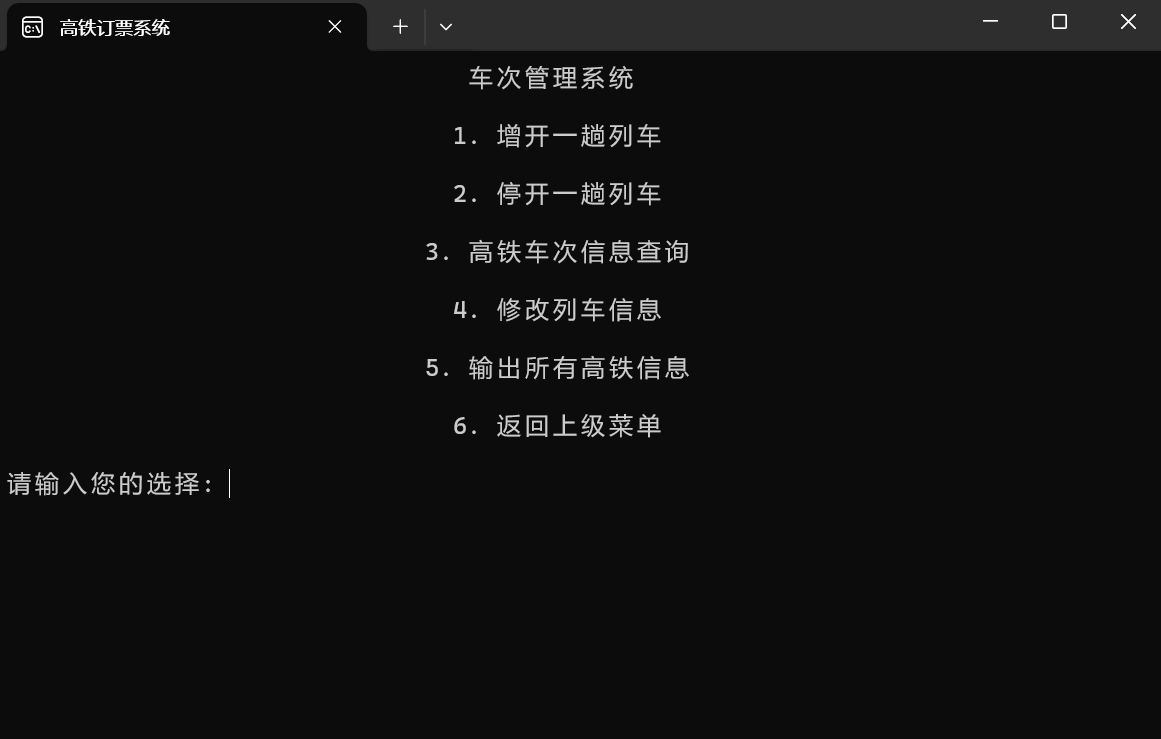 高铁订票系统
车次管理系统
1. 增开一趟列车
2. 停开一趟列车
3. 高铁车次信息查询
4. 修改列车信息
5. 输出所有高铁信息
6. 返回上级菜单
请输入您的选择: